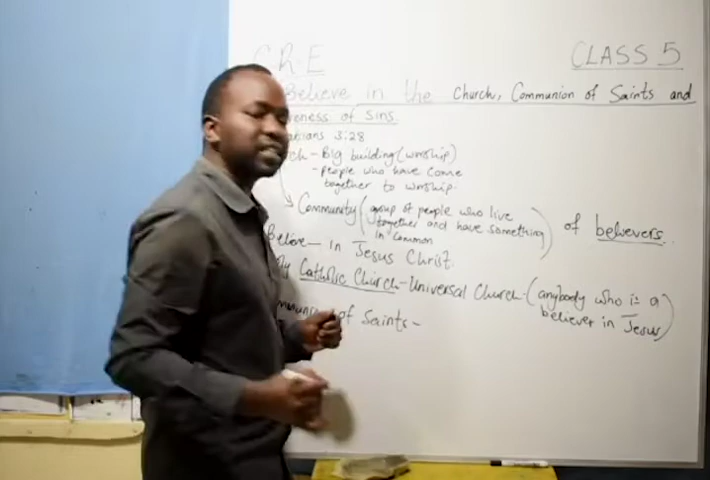 C.R.E
CLASS 5
Believe in the Church, Communion of Saints and
of sins.
3:28
- Big building (worship)
- people who have come
together to worship.
Community (group of people who live
together and have something
in common) of believers.
Believe - in Jesus Christ.
Catholic Church - Universal Church - (anybody who is a
believer in Jesus)
of Saints -